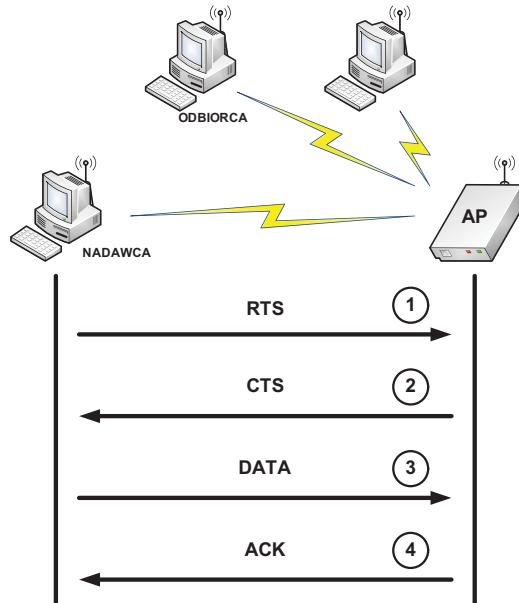 ODBIORCA
AP
NADAWCA
RTS 1
CTS 2
DATA 3
ACK 4